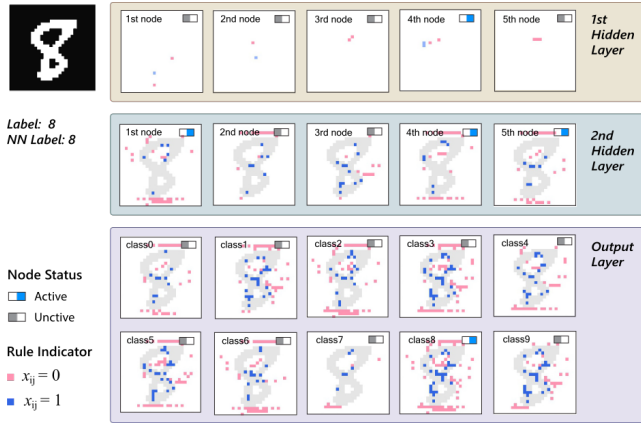 1st node
2nd node
3rd node
4th node
5th node
1st
Hidden
Layer
Label: 8
NN Label: 8
1st node
2nd node
3rd node
4th node
5th node
2nd
Hidden
Layer
class0
class1
class2
class3
class4
Output
Layer
Node Status
Active
Unctive
Rule Indicator
xij = 0
xij = 1
class5
class6
class7
class8
class9